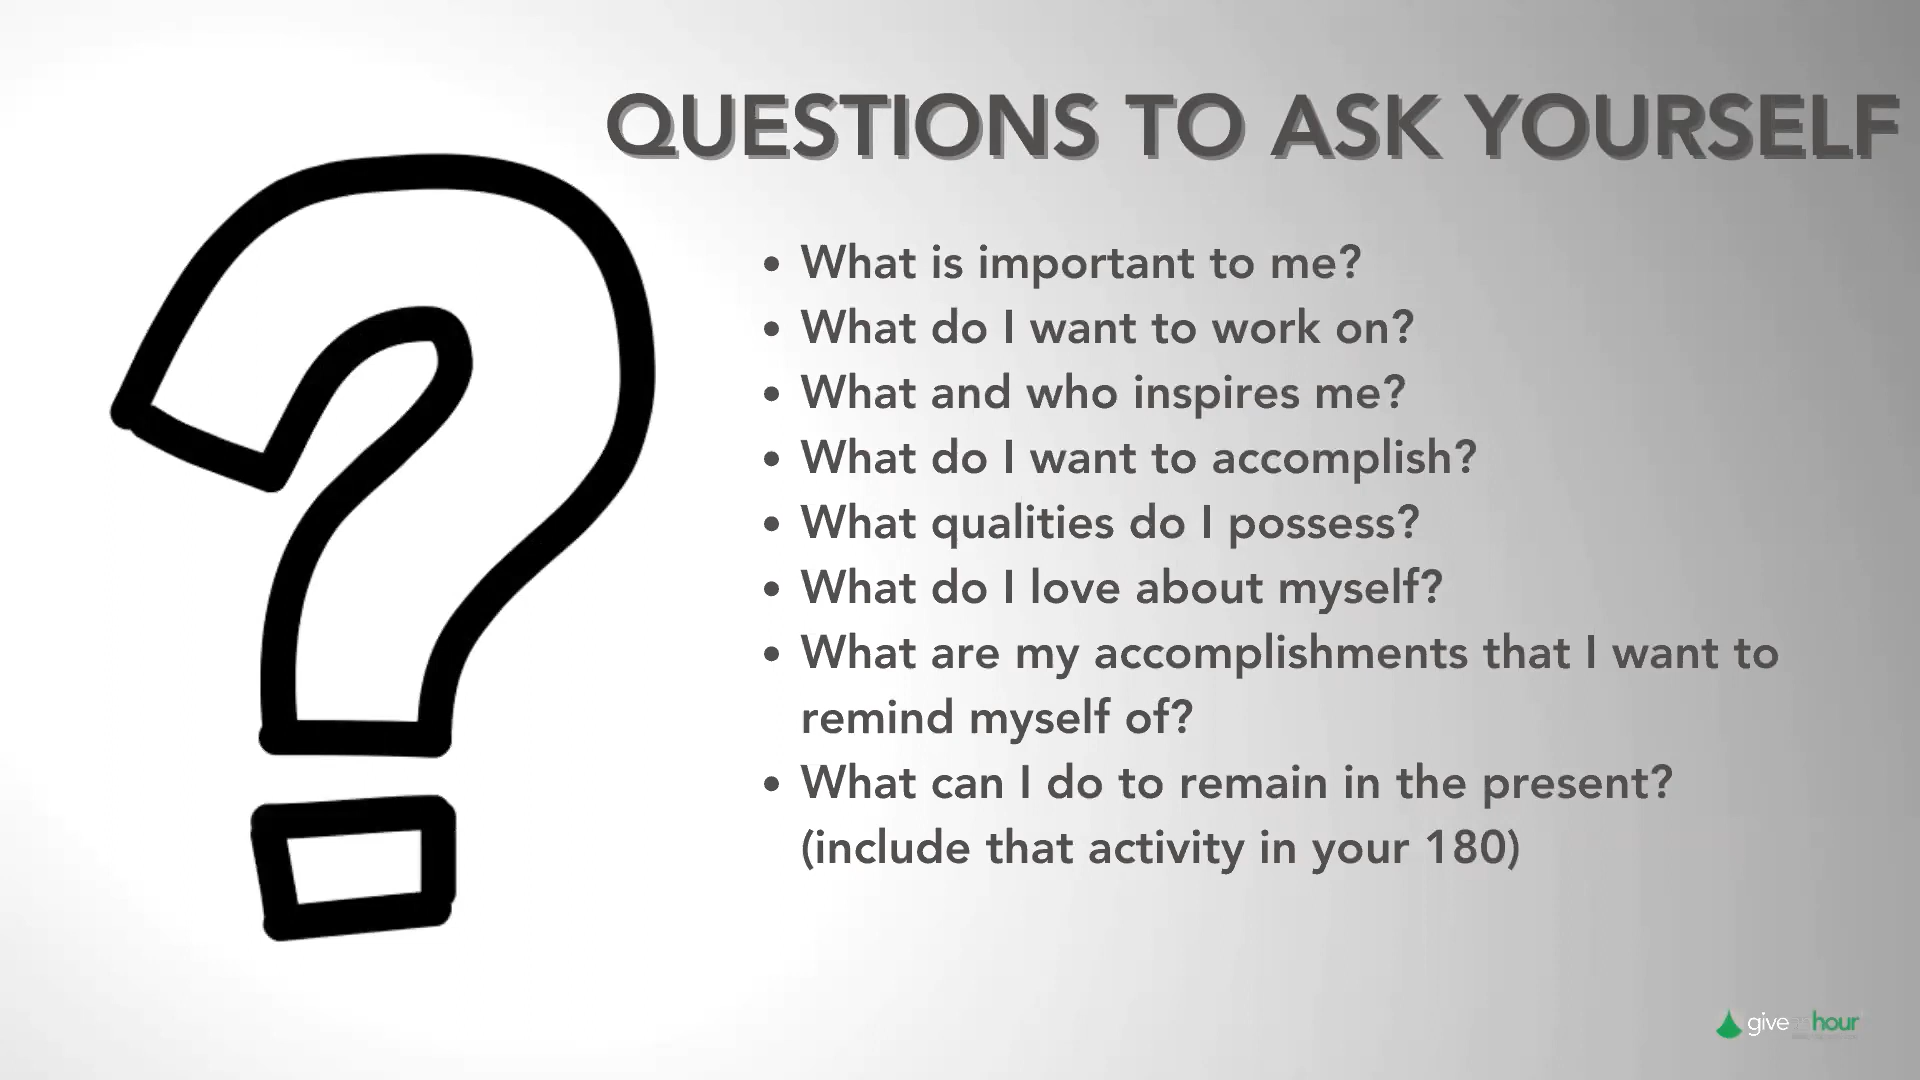 QUESTIONS TO ASK YOURSELF
• What is important to me?
• What do I want to work on?
• What and who inspires me?
• What do I want to accomplish?
• What qualities do I possess?
• What do I love about myself?
• What are my accomplishments that I want to
remind myself of?
• What can I do to remain in the present?
(include that activity in your 180)
give an hour